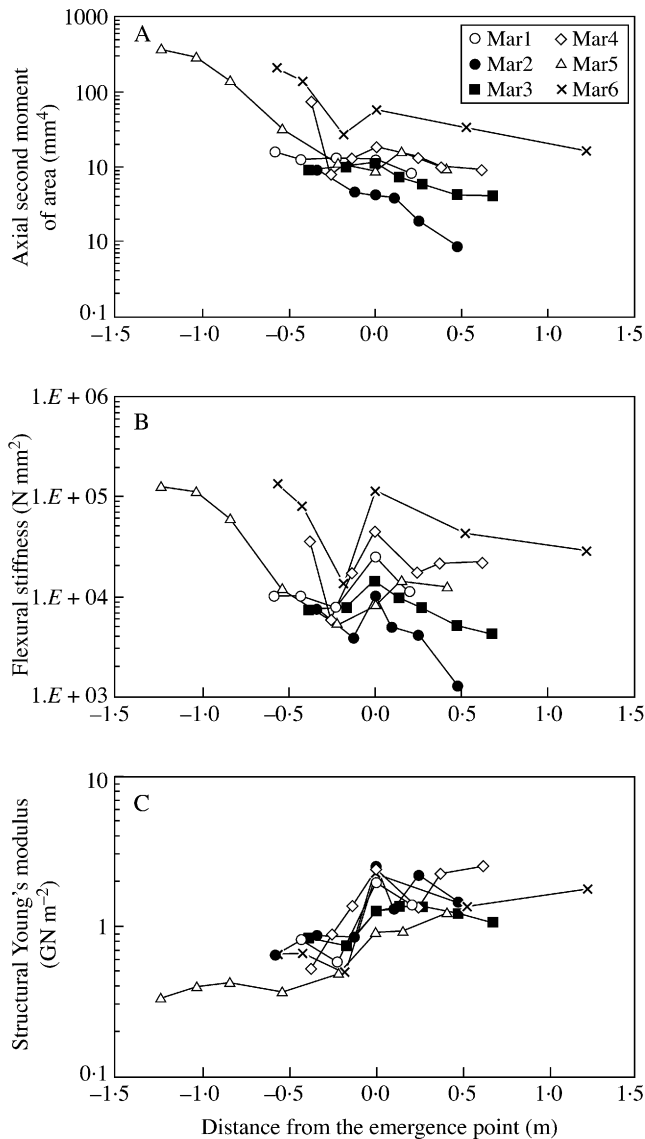 1000
A
Mar1
Mar4
Mar2
Mar5
Mar3
Mar6
100
10
10
0·1
Axial second moment
of area (mm4)
−1·5
−1·0
−0·5
0·0
0·5
1·0
1·5
1.E + 06
B
1.E + 05
1.E + 04
1.E + 03
Flexural stiffness (N mm2)
−1·5
−1·0
−0·5
0·0
0·5
1·0
1·5
10
C
1
0·1
Structural Young's modulus
(GN m−2)
−1·5
−1·0
−0·5
0·0
0·5
1·0
1·5
Distance from the emergence point (m)